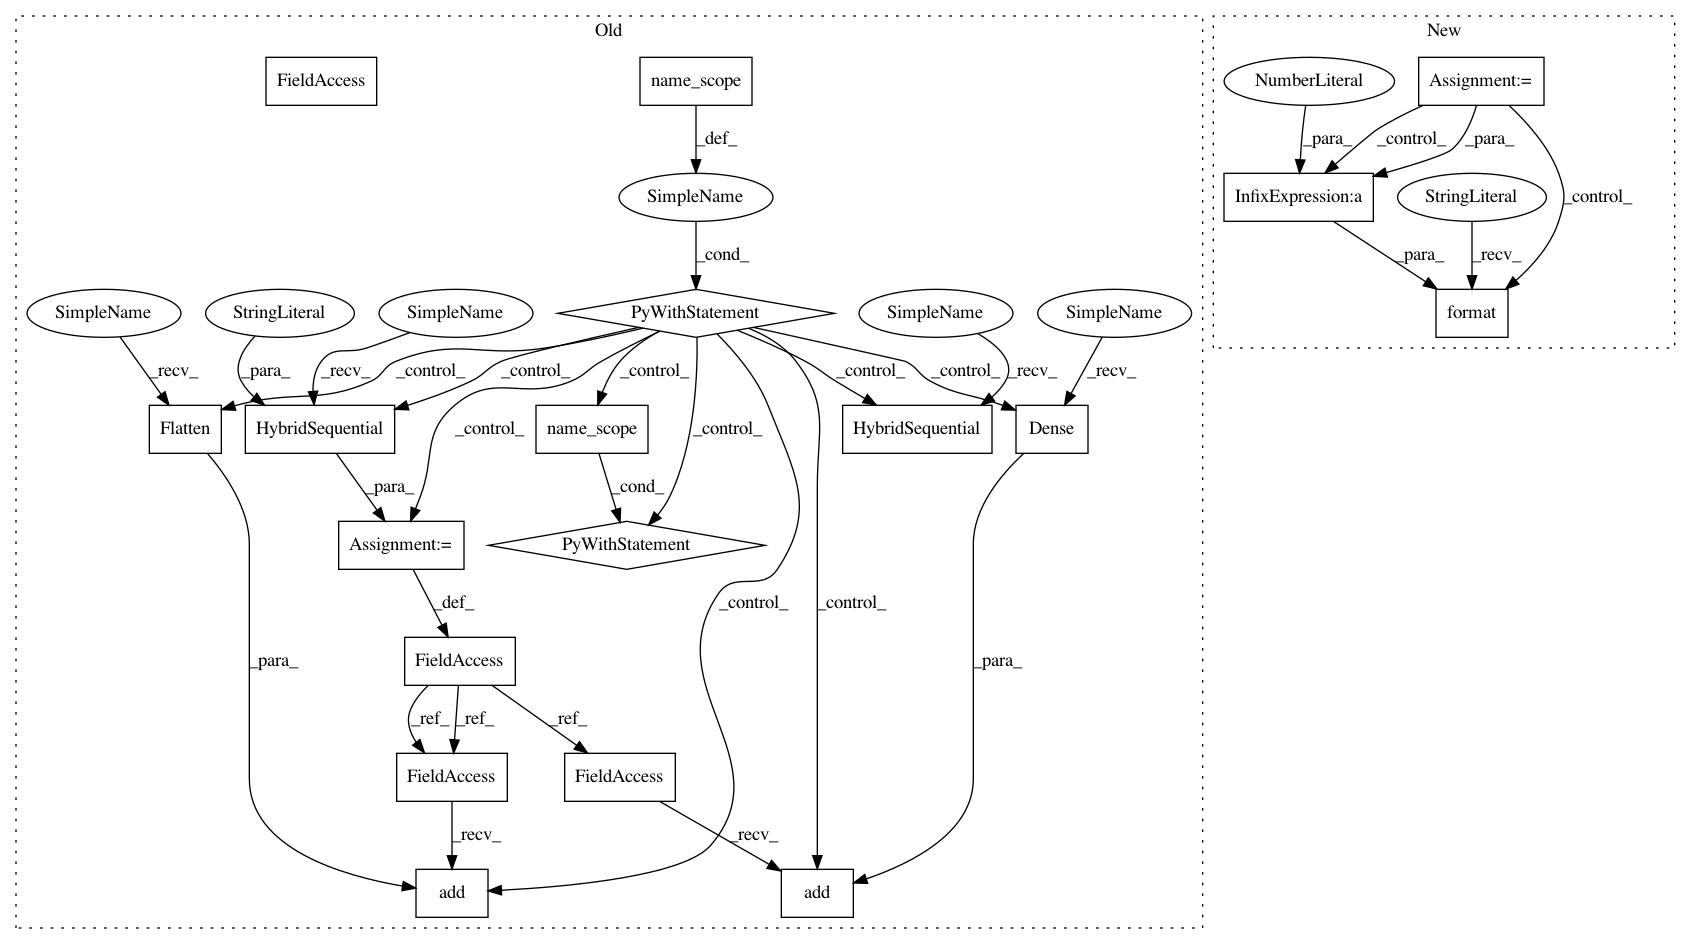 Old
New
FieldAccess
name_scope
NumberLiteral
Assignment:=
_def_
_para_
_control_
_para_
SimpleName
InfixExpression:a
StringLiteral
_control_
_cond_
_para_
_recv_
SimpleName
StringLiteral
SimpleName
PyWithStatement
SimpleName
SimpleName
format
_recv_
_para_
_recv_
_control_
_control_
_control_
_control_
_control_
_recv_
_recv_
Flatten
HybridSequential
_control_
name_scope
_control_
HybridSequential
Dense
_para_
_cond_
Assignment:=
PyWithStatement
_def_
_control_
_control_
_para_
FieldAccess
_para_
_ref_
_ref_
_ref_
FieldAccess
FieldAccess
_recv_
_recv_
add
add